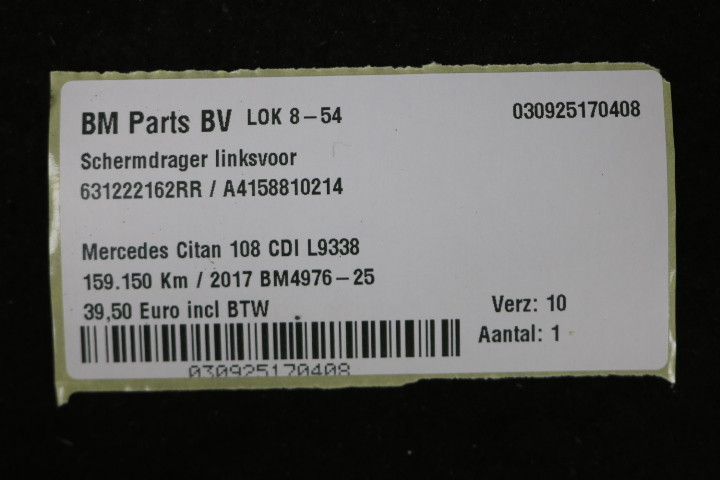 BM Parts BV LOK 8-54 030925170408
Schermdrager linksvoor
631222162RR / A4158810214
Mercedes Citan 108 CDI L9338
159.150 Km / 2017 BM4976-25
39,50 Euro incl BTW Verz: 10
Aantal: 1
030925170408